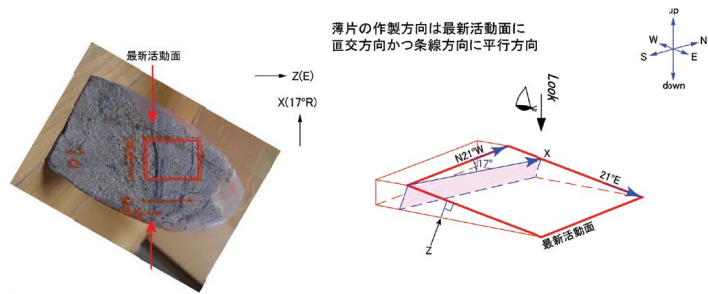 最新活動面
Z(E)
X(17°R)
薄片の作製方向は最新活動面に
直交方向かつ条線方向に平行方向
up
W
N
S
E
down
Look
N21°W
17°
X
21°E
最新活動面
Z